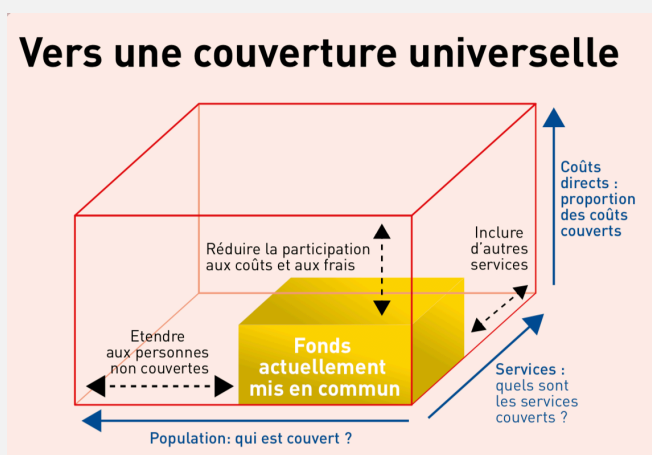 Vers une couverture universelle
Coûts
directs :
proportion
des coûts
couverts
Inclure
d'autres
services
Réduire la participation
aux coûts et aux frais
Etendre
aux personnes
non couvertes
Fonds
actuellement
mis en commun
Services :
quels sont
les services
couverts ?
Population: qui est couvert ?